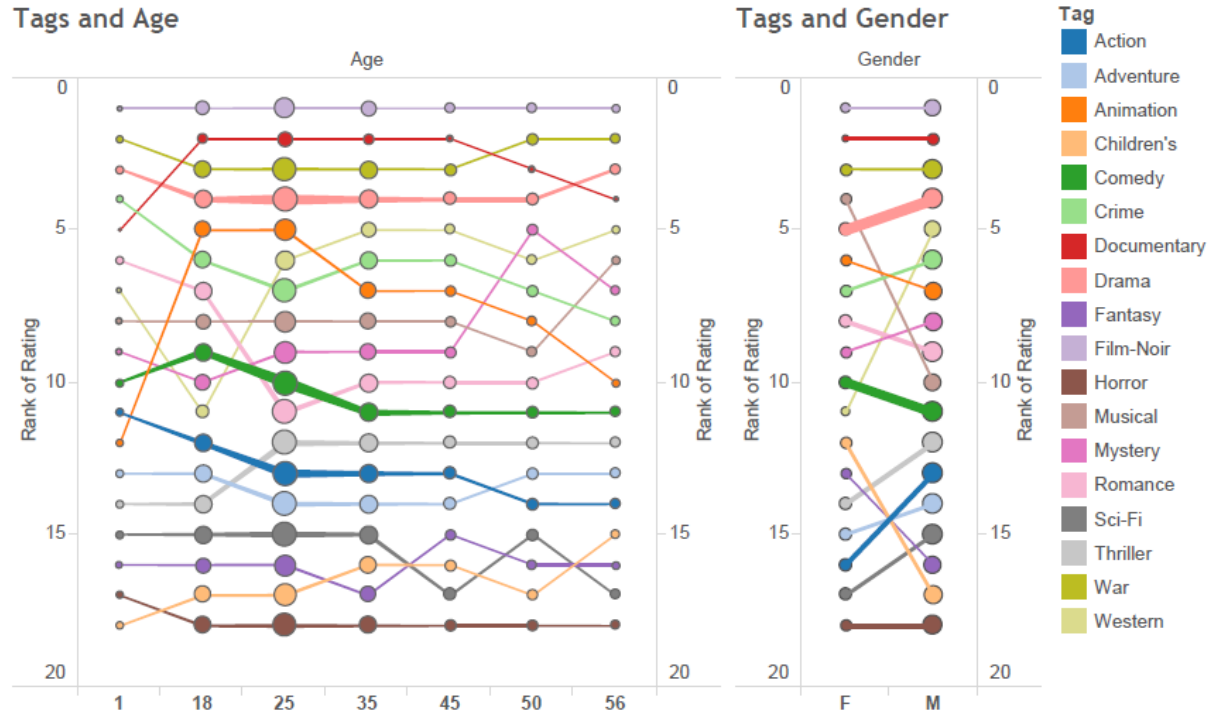 Tags and Age
Age
0
5
10
15
20
Rank of Rating
0
5
10
15
20
Rank of Rating
1 18 25 35 45 50 56
Tags and Gender
Gender
0
5
10
15
20
Rank of Rating
0
5
10
15
20
Rank of Rating
F M
Tag
Action
Adventure
Animation
Children's
Comedy
Crime
Documentary
Drama
Fantasy
Film-Noir
Horror
Musical
Mystery
Romance
Sci-Fi
Thriller
War
Western